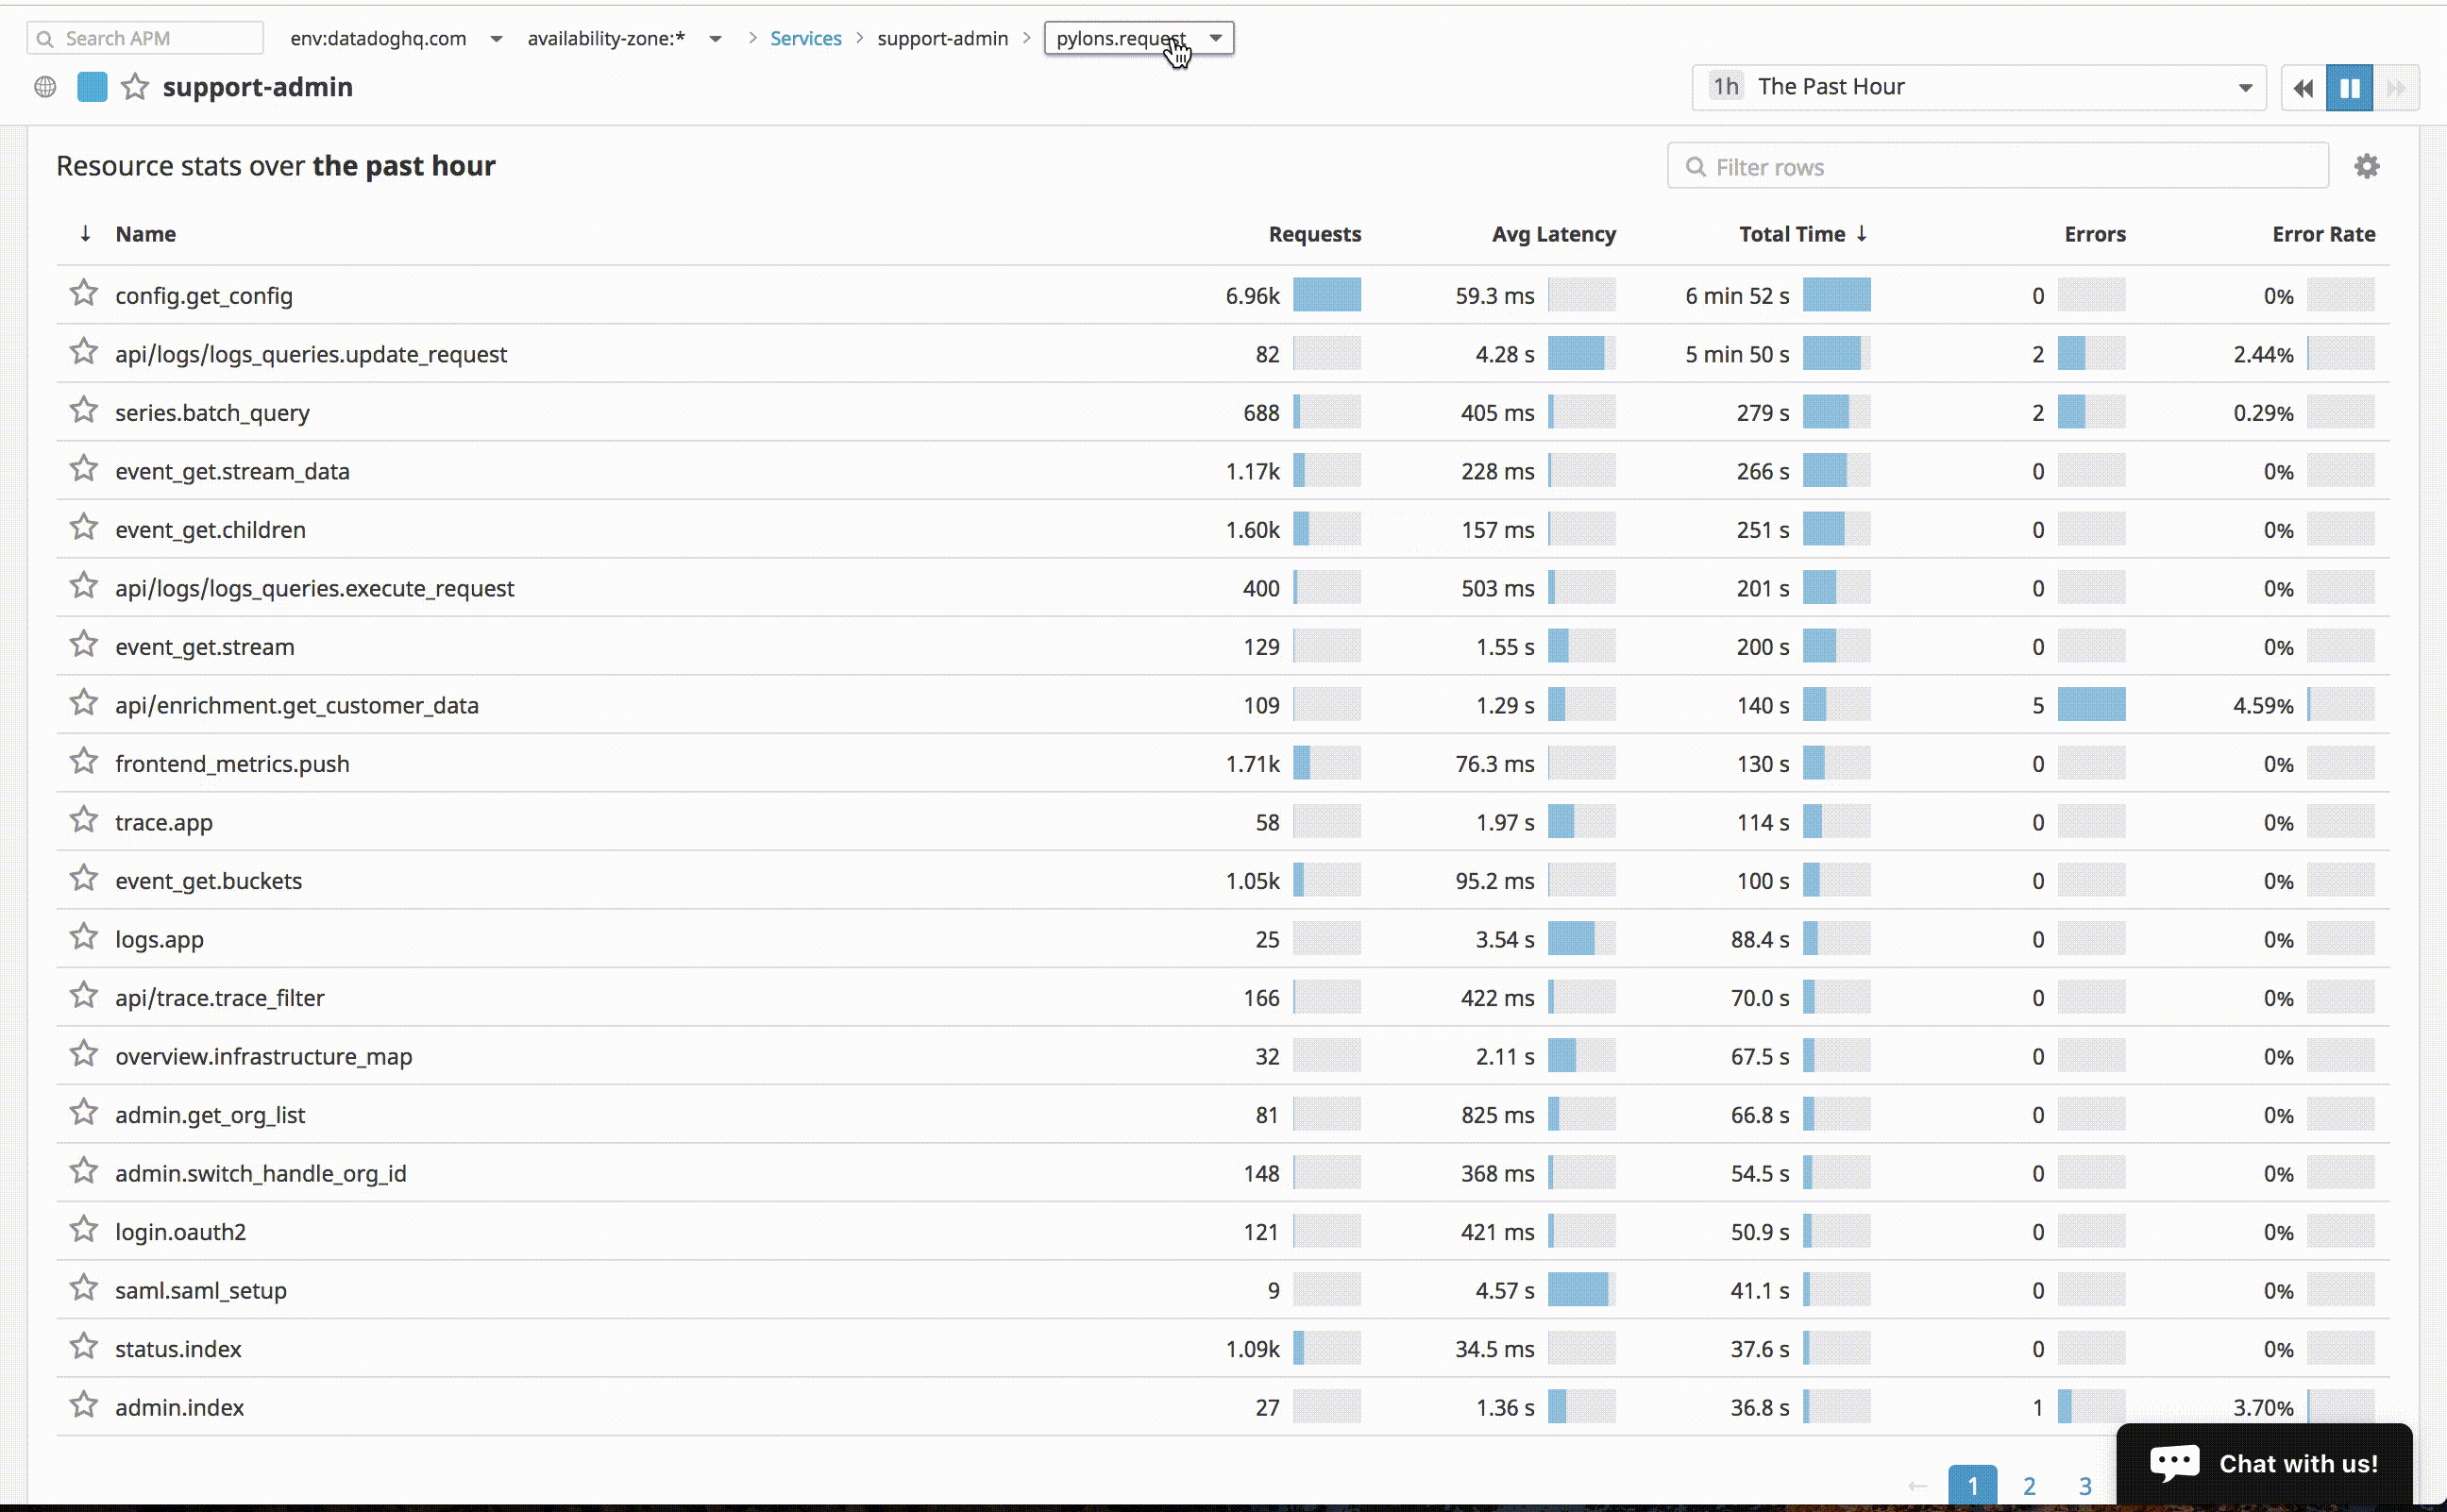 Search APM env:datadoghq.com availability-zone:* > Services > support-admin > pylons.request
support-admin 1h The Past Hour
Resource stats over the past hour Filter rows
↓ Name Requests Avg Latency Total Time ↓ Errors Error Rate
config.get_config 6.96k 59.3 ms 6 min 52 s 0 0%
api/logs/logs_queries.update_request 82 4.28 s 5 min 50 s 2 2.44%
series.batch_query 688 405 ms 279 s 2 0.29%
event_get.stream_data 1.17k 228 ms 266 s 0 0%
event_get.children 1.60k 157 ms 251 s 0 0%
api/logs/logs_queries.execute_request 400 503 ms 201 s 0 0%
event_get.stream 129 1.55 s 200 s 0 0%
api/enrichment.get_customer_data 109 1.29 s 140 s 5 4.59%
frontend_metrics.push 1.71k 76.3 ms 130 s 0 0%
trace.app 58 1.97 s 114 s 0 0%
event_get.buckets 1.05k 95.2 ms 100 s 0 0%
logs.app 25 3.54 s 88.4 s 0 0%
api/trace.trace_filter 166 422 ms 70.0 s 0 0%
overview.infrastructure_map 32 2.11 s 67.5 s 0 0%
admin.get_org_list 81 825 ms 66.8 s 0 0%
admin.switch_handle_org_id 148 368 ms 54.5 s 0 0%
login.oauth2 121 421 ms 50.9 s 0 0%
saml.saml_setup 9 4.57 s 41.1 s 0 0%
status.index 1.09k 34.5 ms 37.6 s 0 0%
admin.index 27 1.36 s 36.8 s 1 3.70%
← 1 2 3 Chat with us!